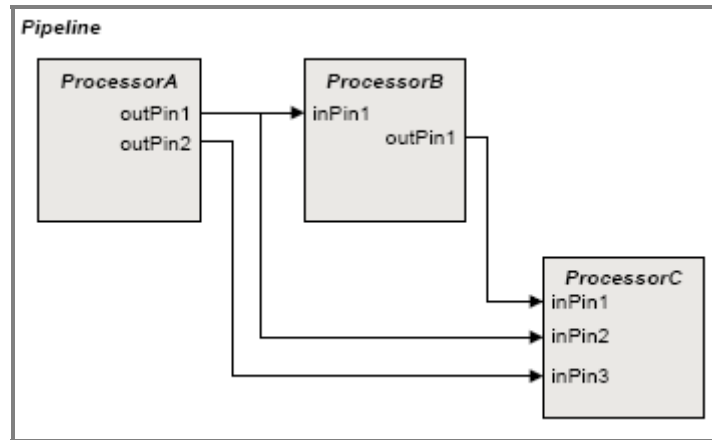 Pipeline
ProcessorA
outPin1
outPin2
ProcessorB
inPin1
outPin1
ProcessorC
inPin1
inPin2
inPin3